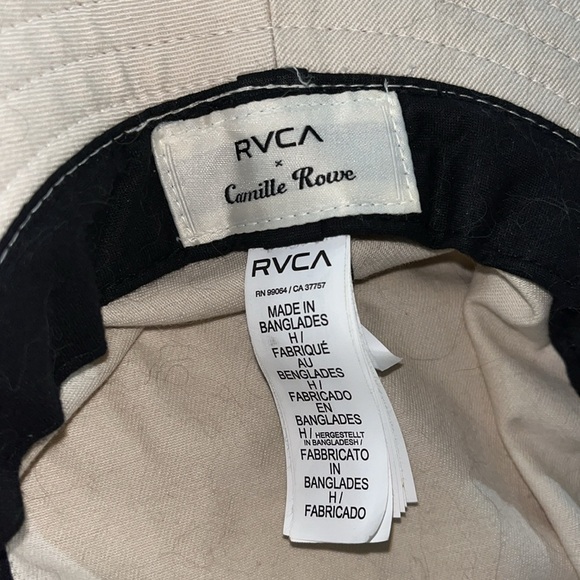 RVCA
×
Camille Rowe
RVCA
RN 99064 / CA 37757
MADE IN
BANGLADES
H /
FABRIQUÉ
AU
BENGLADES
H /
FABRICADO
EN
BANGLADES
H / HERGESTELLT
IN BANGLADESH /
FABBRICATO
IN
BANGLADES
H /
FABRICADO